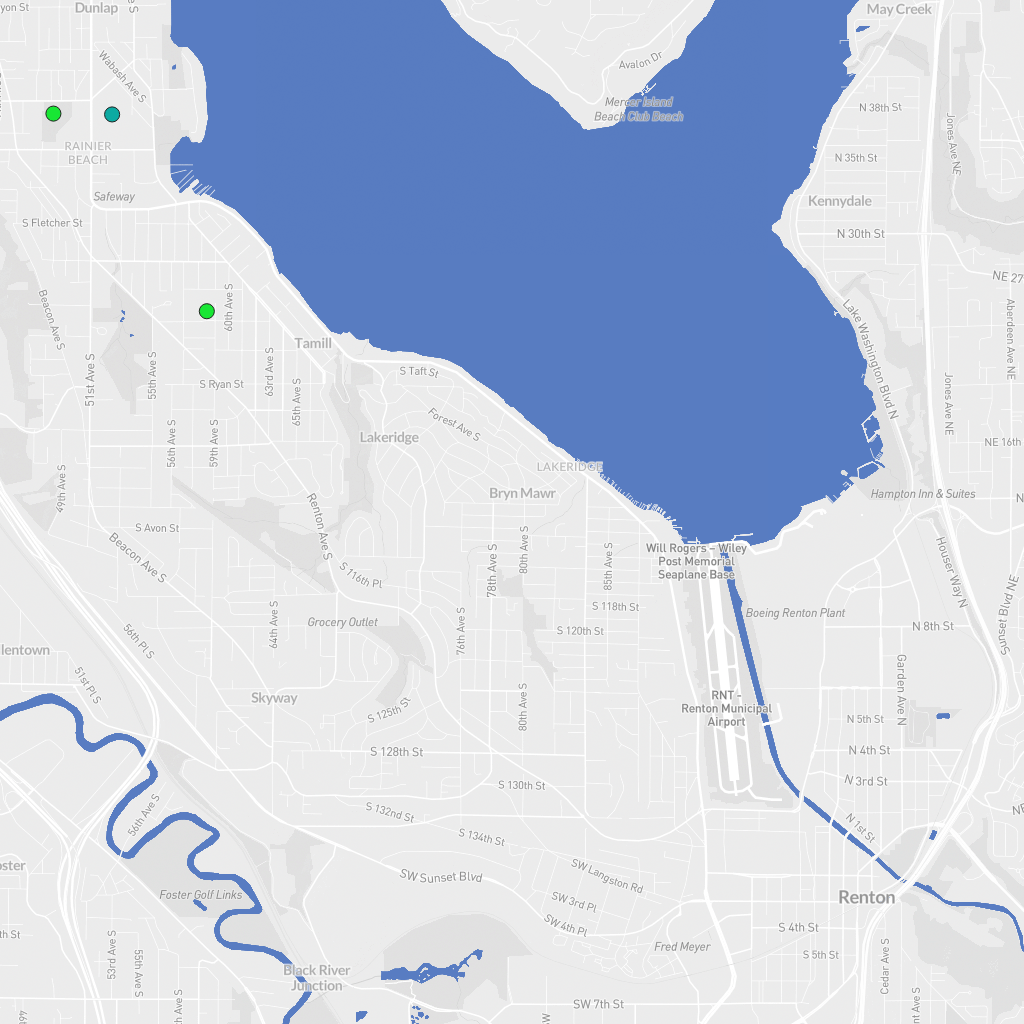 Dunlap
May Creek
Wabash Ave S
Avalon Dr
Mercer Island
Beach Club Beach
N 38th St
Jones Ave NE
RAINIER
BEACH
N 35th St
Safeway
Kennydale
S Fletcher St
N 30th St
NE 27
Beacon Ave S
60th Ave S
Lake Washington Blvd N
Aberdeen Ave NE
Tamill
51st Ave S
55th Ave S
63rd Ave S
65th Ave S
S Ryan St
S Taft St
Jones Ave NE
56th Ave S
59th Ave S
Forest Ave S
Lakeridge
NE 16th
LAKERIDGE
49th Ave S
Bryn Mawr
Hampton Inn & Suites
Renton Ave S
S Avon St
Beacon Ave S
78th Ave S
80th Ave S
85th Ave S
Will Rogers - Wiley
Post Memorial
Seaplane Base
Houser Way N
S 116th Pl
Sunset Blvd NE
64th Ave S
Grocery Outlet
76th Ave S
S 118th St
S 120th St
Boeing Renton Plant
N 8th St
56th Pl S
51st Pl S
Garden Ave N
Skyway
S 125th St
80th Ave S
RNT -
Renton Municipal
Airport
N 5th St
S 128th St
N 4th St
S 130th St
N 3rd St
56th Ave S
S 132nd St
S 134th St
N 1st St
SW Sunset Blvd
SW Langston Rd
Foster Golf Links
SW 3rd Pl
Renton
SW 4th Pl
S 4th St
Fred Meyer
S 5th St
53rd Ave S
55th Ave S
Cedar Ave S
Black River
Junction
SW 7th St